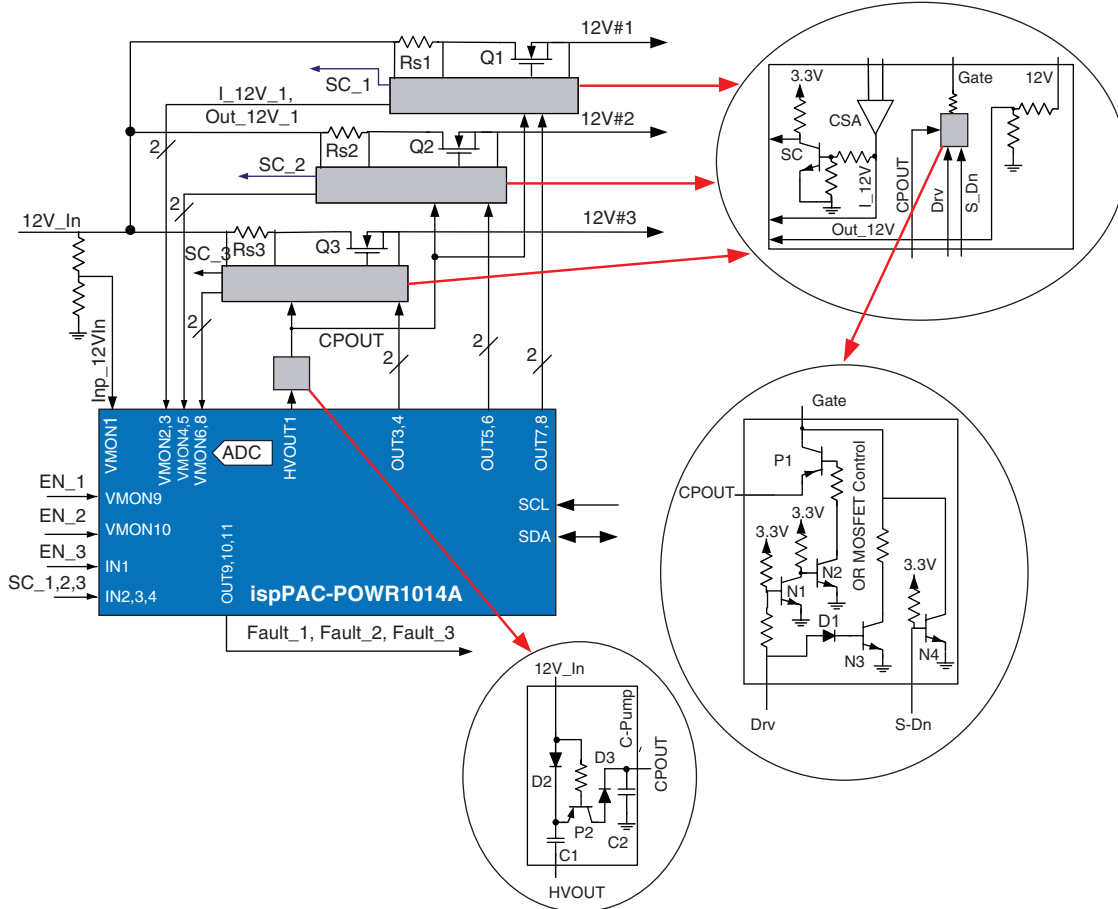 12V#1
Rs1
Q1
SC_1
I_12V_1,
Out_12V_1
12V#2
2
Rs2
Q2
SC_2
2
12V_In
12V#3
Rs3
Q3
SC_3
2
CPOUT
2
2
2
Inp_12VIn
VMON1
VMON2,3
VMON4,5
VMON6,8
ADC
HVOUT1
OUT3,4
OUT5,6
OUT7,8
EN_1
VMON9
EN_2
VMON10
EN_3
IN1
SC_1,2,3
IN2,3,4
OUT9,10,11
SCL
SDA
ispPAC-POWR1014A
Fault_1, Fault_2, Fault_3
3.3V
Gate
12V
CSA
SC
I_12V
CPOUT
Drv
S_Dn
Out_12V
Gate
P1
CPOUT
OR MOSFET Control
3.3V
3.3V
3.3V
N2
N1
D1
N3
N4
Drv
S-Dn
12V_In
C-Pump
D2
D3
CPOUT
P2
C1
C2
HVOUT